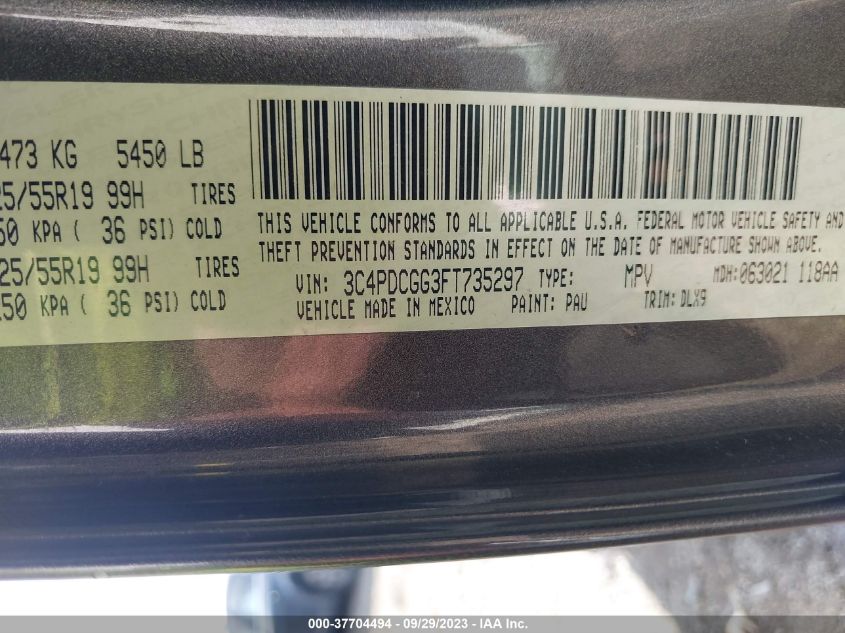 473 KG 5450 LB
25/55R19 99H TIRES
50 KPA ( 36 PSI) COLD
25/55R19 99H TIRES
250 KPA ( 36 PSI) COLD
THIS VEHICLE CONFORMS TO ALL APPLICABLE U.S.A. FEDERAL MOTOR VEHICLE SAFETY AND
THEFT PREVENTION STANDARDS IN EFFECT ON THE DATE OF MANUFACTURE SHOWN ABOVE.
VIN: 3C4PDCGG3FT735297 TYPE: MPV MDH: 063021 118AA
VEHICLE MADE IN MEXICO PAINT: PAU TRIM: DLX9
000-37704494 - 09/29/2023 - IAAI.COM